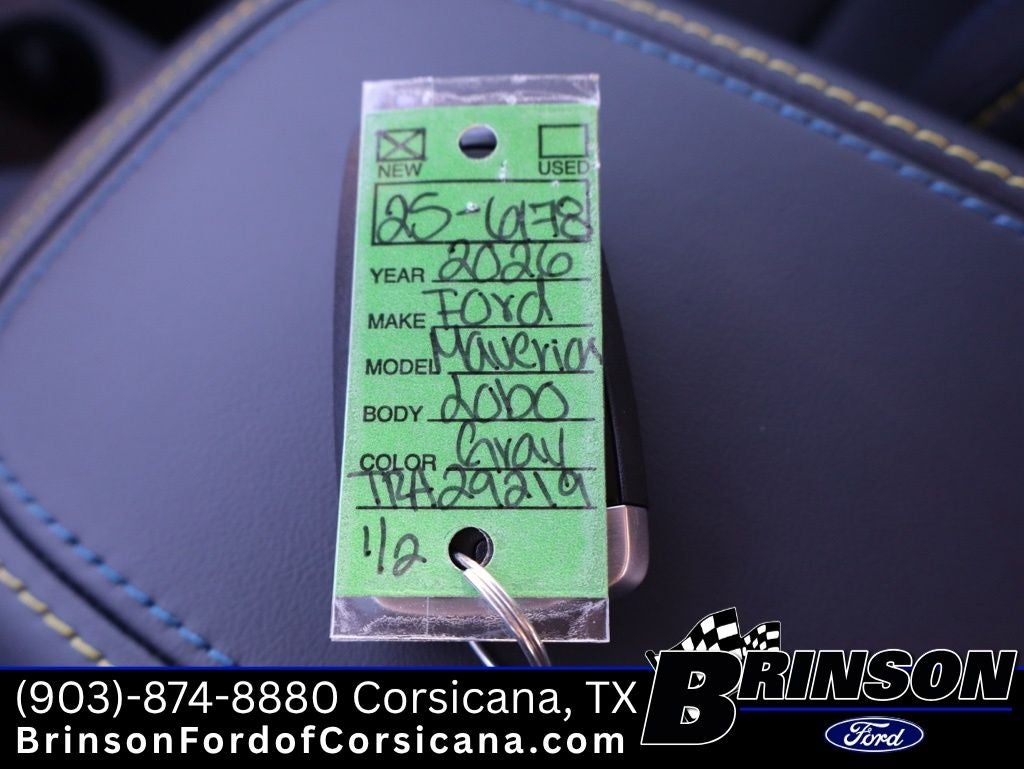 NEW USED
25-6178
YEAR 2026
MAKE Ford
MODEL Maverick
BODY Lobo
COLOR Gray
TRA29219
1/2
(903)-874-8880 Corsicana, TX
BrinsonFordofCorsicana.com
BRINSON
Ford